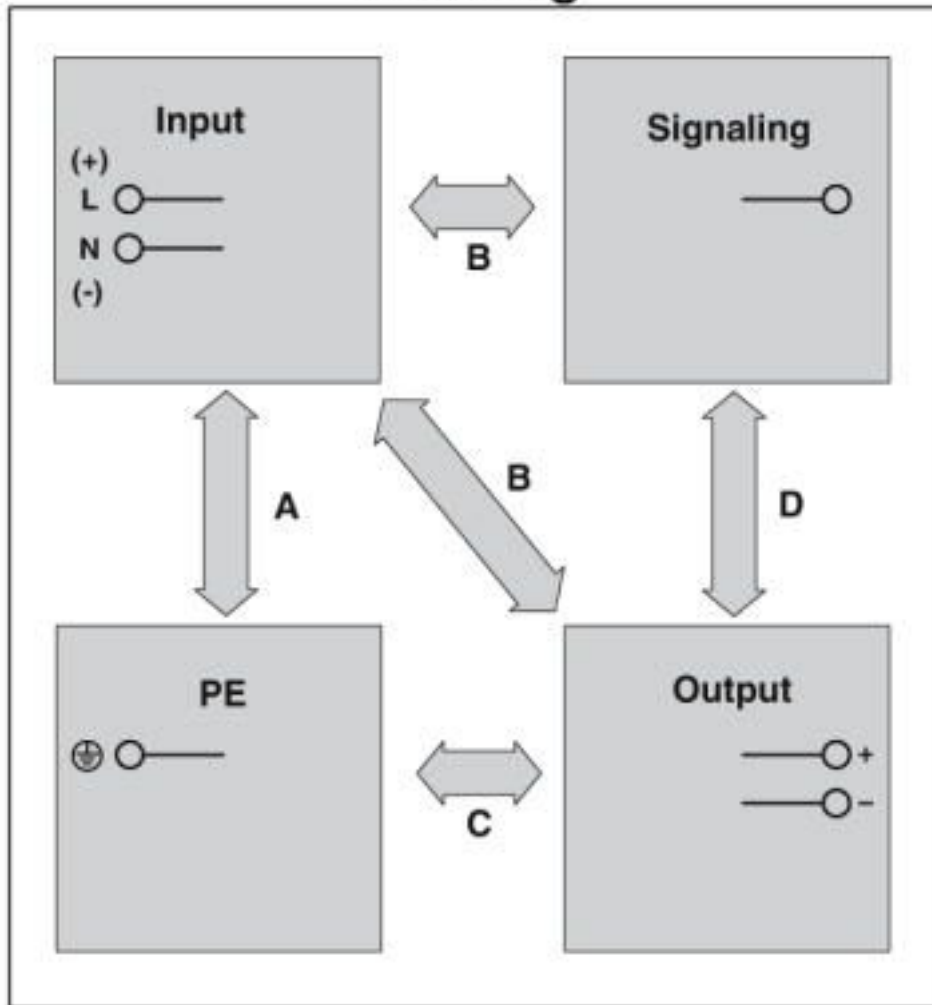 Input
(+)
L
N
(-)
Signaling
B
A
B
D
PE
Output
+
–
C